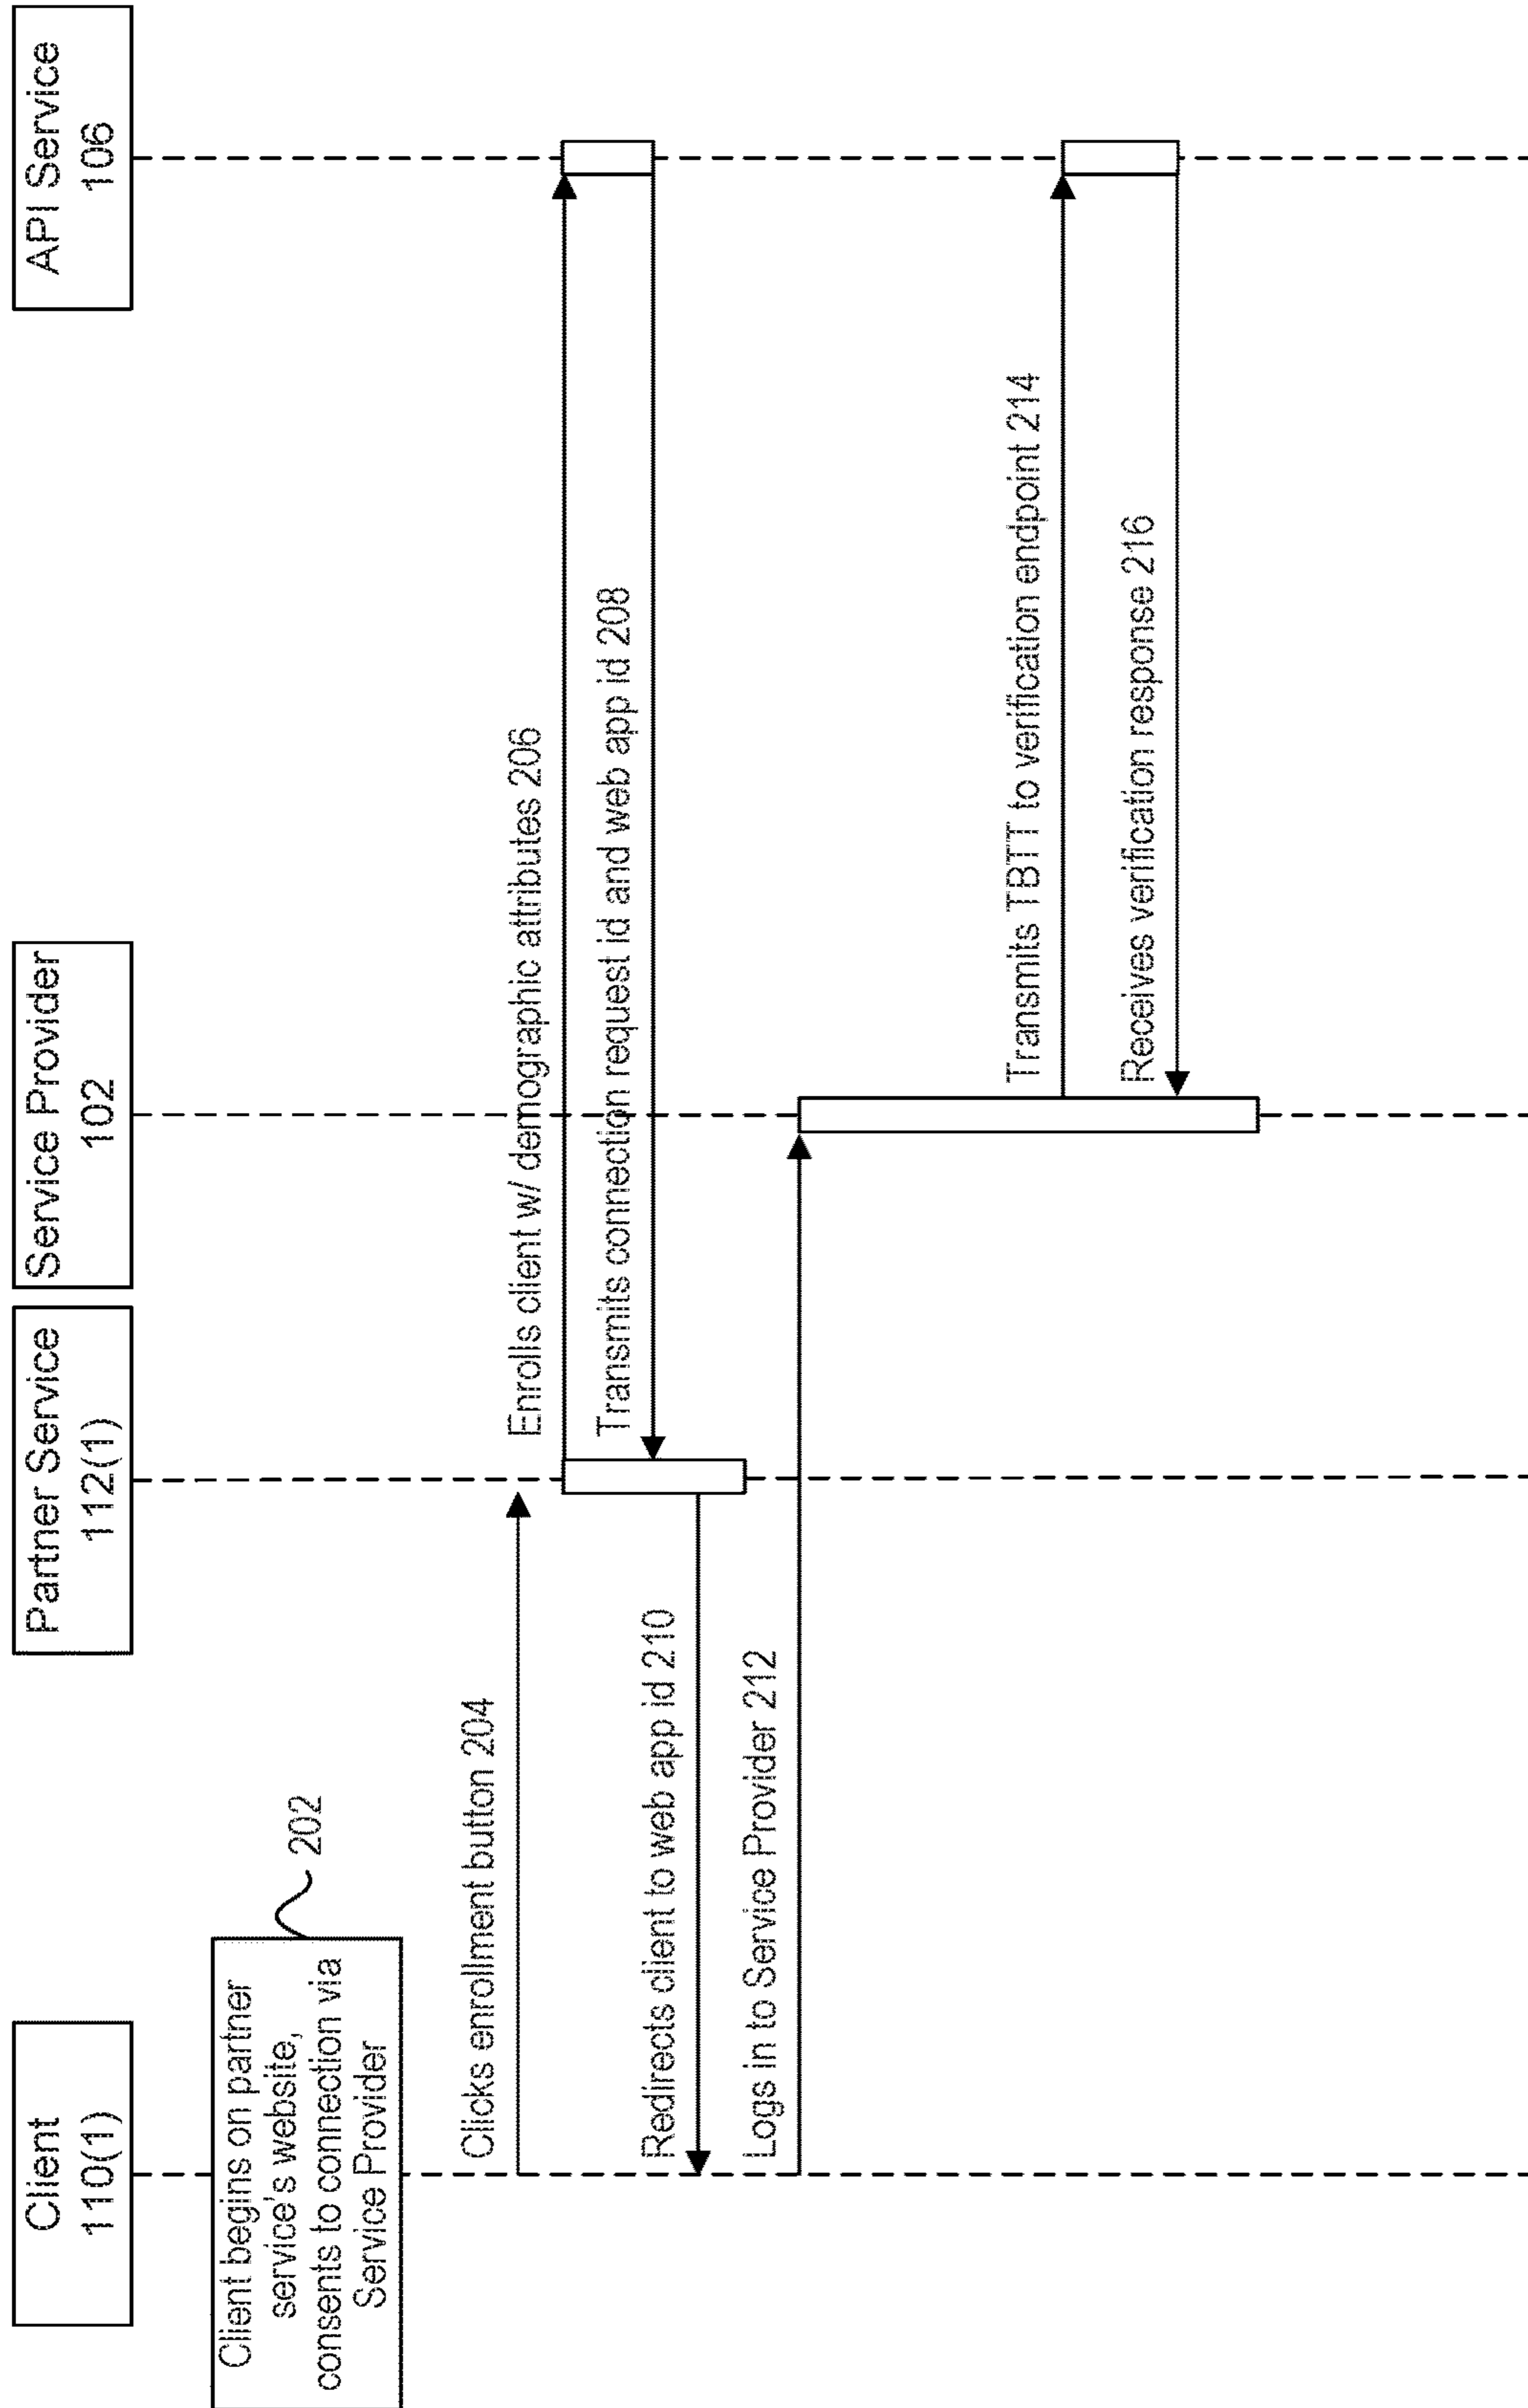 Client
110(1)
Partner Service
112(1)
Service Provider
102
API Service
106
Client begins on partner
service's website,
consents to connection via
Service Provider
202
Clicks enrollment button 204
Enrolls client w/ demographic attributes 206
Transmits connection request id and web app id 208
Redirects client to web app id 210
Logs in to Service Provider 212
Transmits TBTT to verification endpoint 214
Receives verification response 216